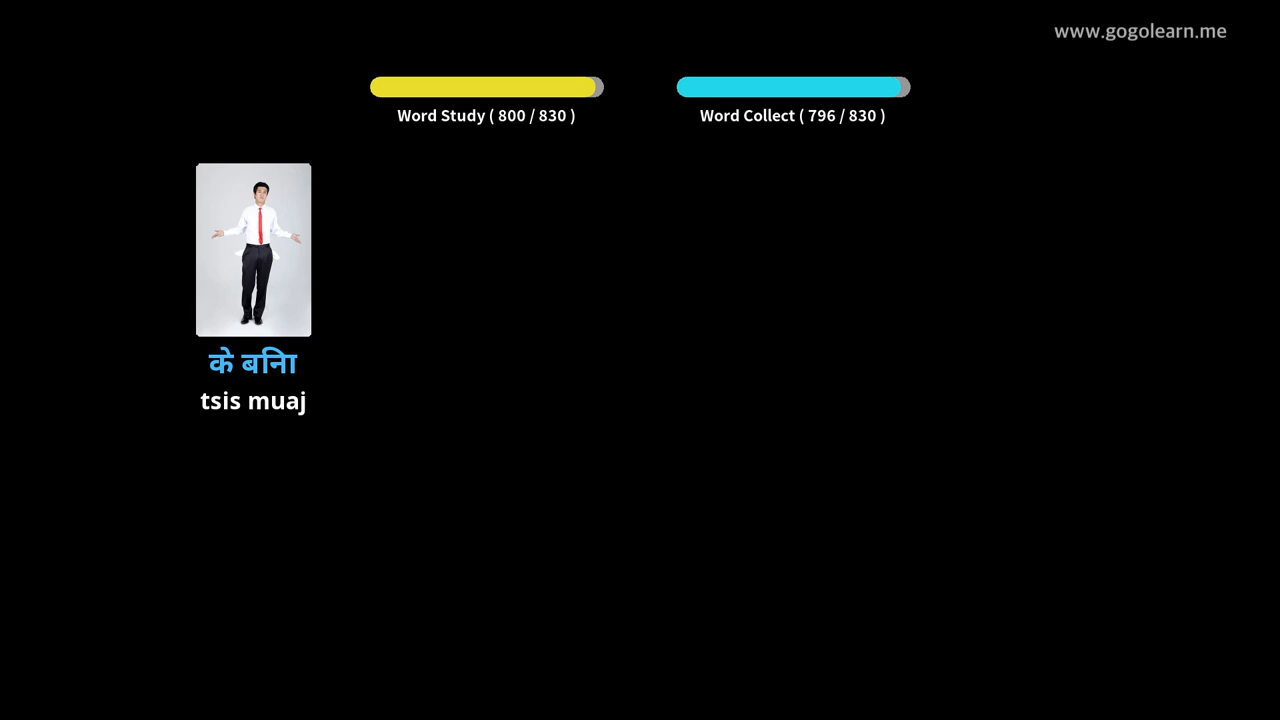 www.gogolearn.me
Word Study ( 800 / 830 )
Word Collect ( 796 / 830 )
के बिना
tsis muaj